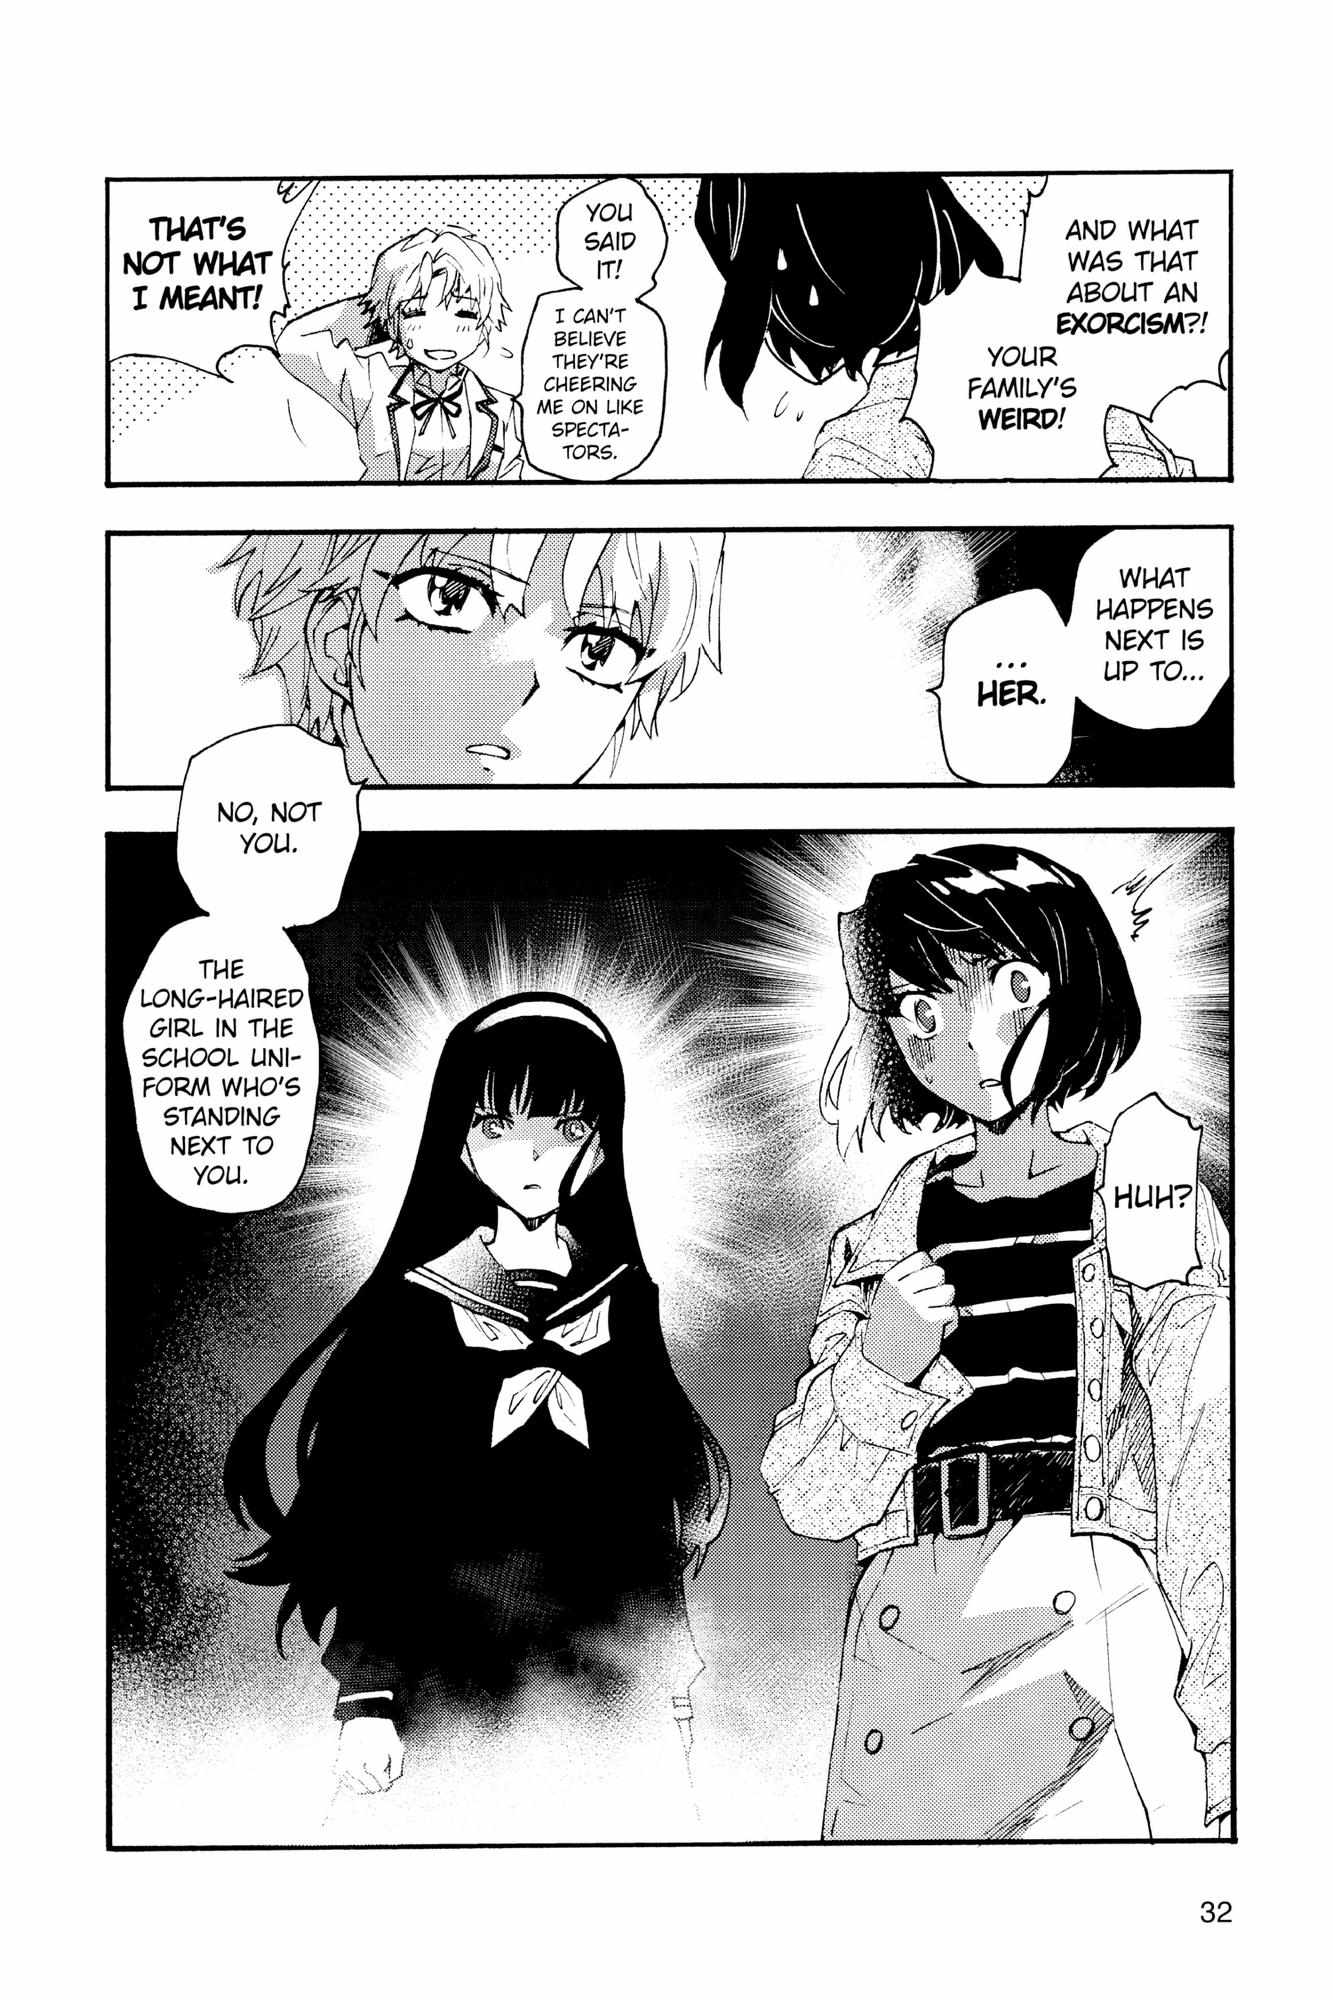 AND WHAT
WAS THAT
ABOUT AN
EXORCISM?!
YOUR
FAMILY'S
WEIRD!
YOU
SAID
IT!
I CAN'T
BELIEVE
THEY'RE
CHEERING
ME ON LIKE
SPECTA-
TORS.
THAT'S
NOT WHAT
I MEANT!
WHAT
HAPPENS
NEXT IS
UP TO...
...
HER.
NO, NOT
YOU.
THE
LONG-HAIRED
GIRL IN THE
SCHOOL UNI-
FORM WHO'S
STANDING
NEXT TO
YOU.
HUH?
32